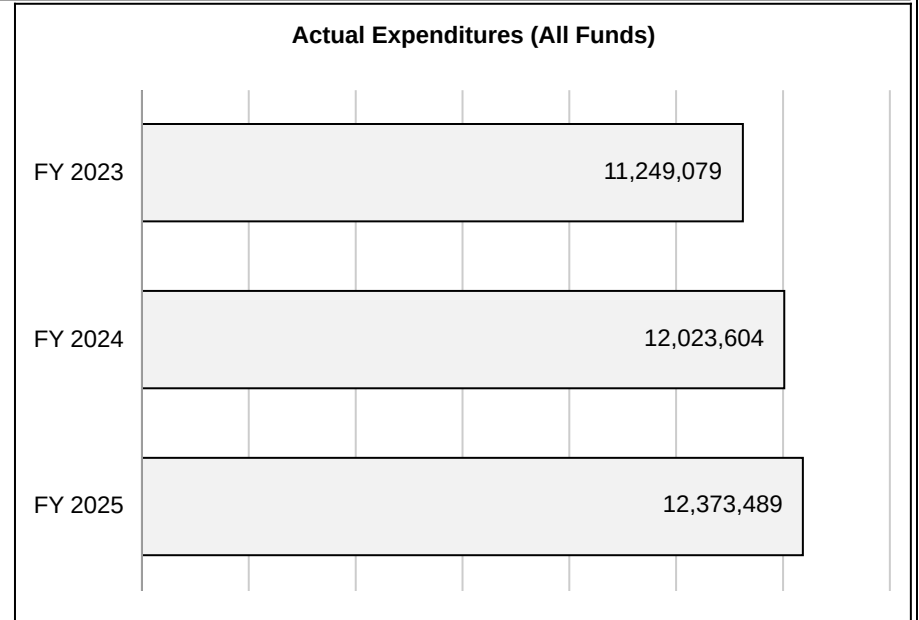 Actual Expenditures (All Funds)
FY 2023 11,249,079
FY 2024 12,023,604
FY 2025 12,373,489